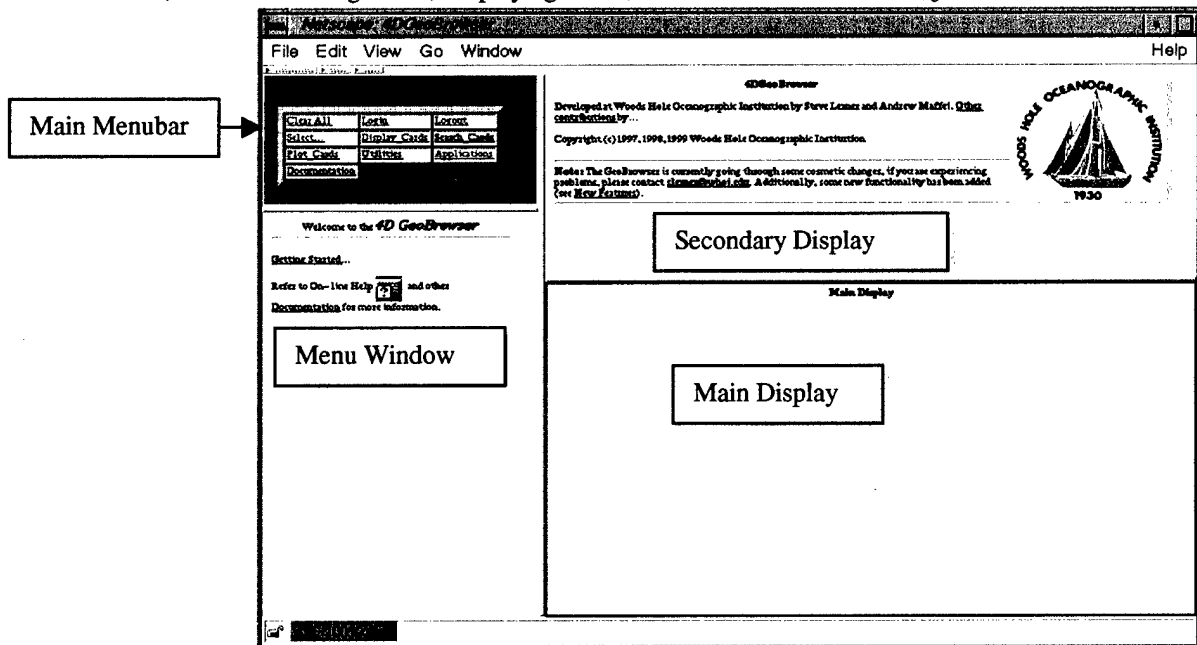 Netscape: 4DGeoBrowser
File Edit View Go Window Help
Main Menubar
Clear All Login Logout
Select... Display Cards Search Cards
Plot Cards Utilities Applications
Documentation
Welcome to the 4D GeoBrowser
Getting Started...
Refer to On-line Help ? and other
Documentation for more information.
Menu Window
4DGeoBrowser
Developed at Woods Hole Oceanographic Institution by Steve Lerner and Andrew Maffei. Other
contributions by...
Copyright (c) 1997, 1998, 1999 Woods Hole Oceanographic Institution.
Note: The GeoBrowser is currently going through some cosmetic changes, if you are experiencing
problems, please contact slerner@whoi.edu. Additionally, some new functionality has been added
(see New Features).
WOODS HOLE OCEANOGRAPHIC INSTITUTION
1930
Secondary Display
Main Display
Main Display